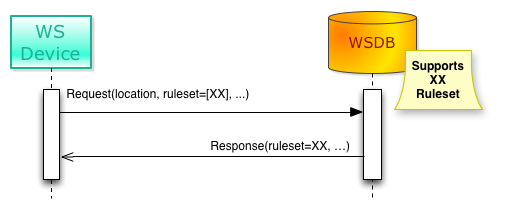 WS
Device
WSDB
Supports
XX
Ruleset
Request(location, ruleset=[XX], ...)
Response(ruleset=XX, …)